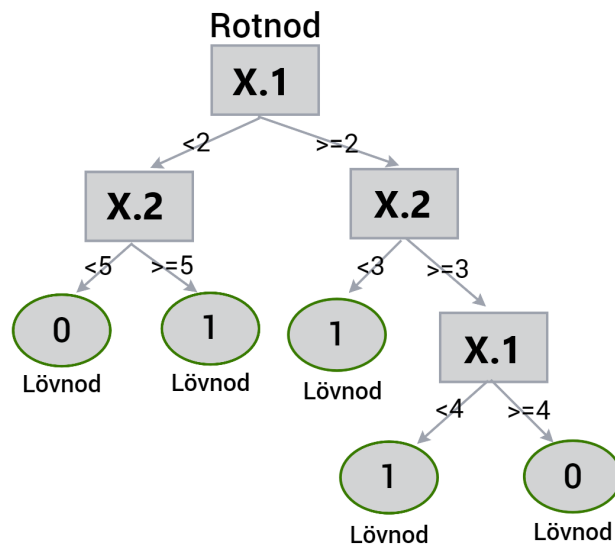 Rotnod
X.1
<2
>=2
X.2
X.2
<5
>=5
<3
>=3
0
1
1
X.1
Lövnod
Lövnod
Lövnod
<4
>=4
1
0
Lövnod
Lövnod